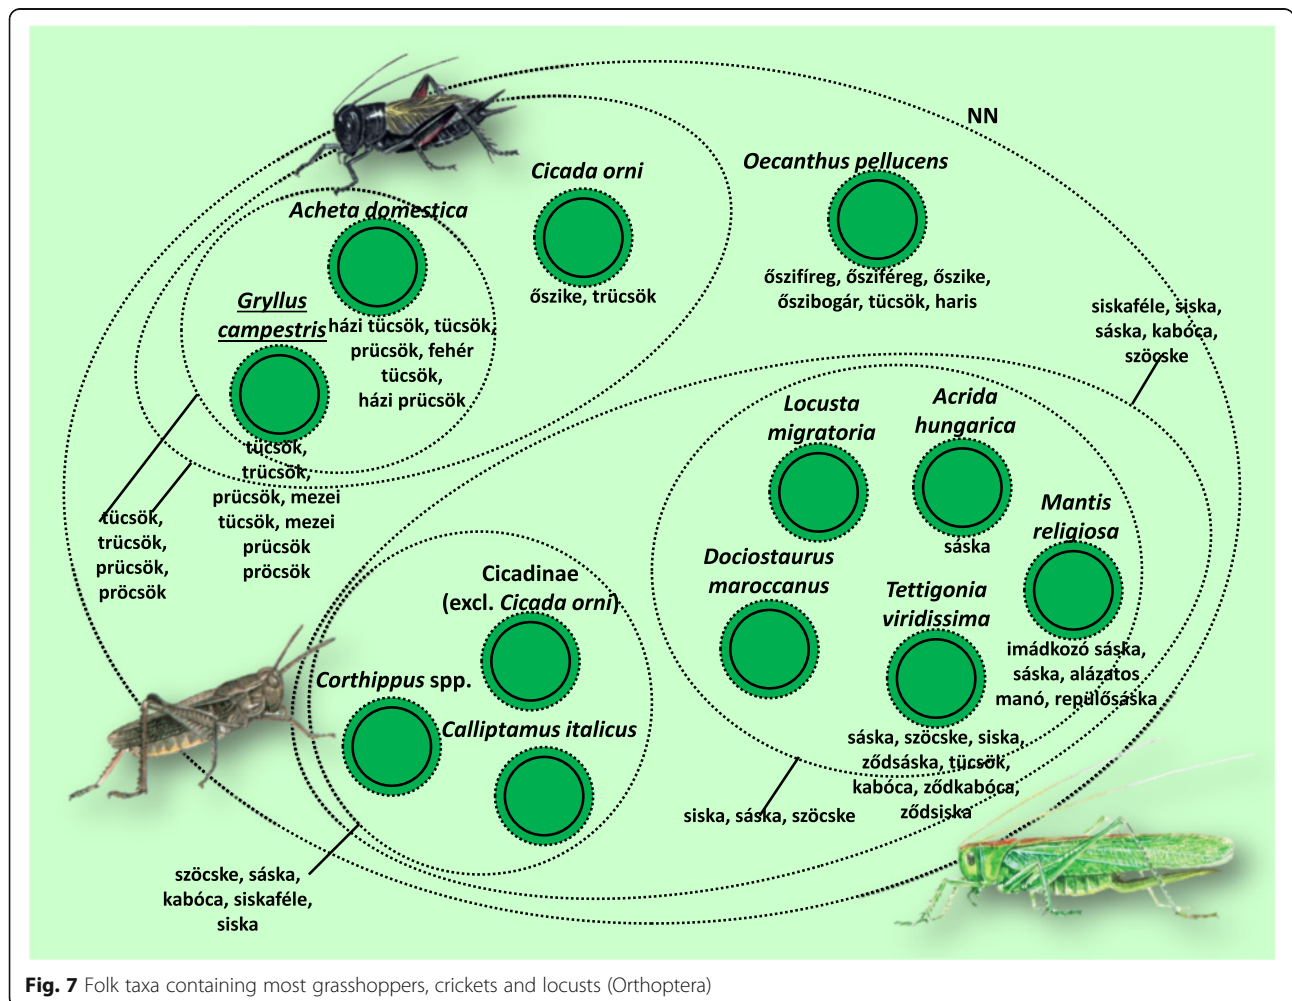 NN
Cicada orni
Oecanthus pellucens
Acheta domestica
őszifíreg, ősziféreg, őszike,
őszibogár, tücsök, haris
őszike, trücsök
Gryllus
campestris
házi tücsök, tücsök,
prücsök, fehér
tücsök,
házi prücsök
siskaféle, siska,
sáska, kabóca,
szöcske
tücsök,
trücsök,
prücsök, mezei
tücsök, mezei
prücsök
pröcsök
tücsök,
trücsök,
prücsök,
pröcsök
Locusta
migratoria
Acrida
hungarica
sáska
Mantis
religiosa
imádkozó sáska,
sáska, alázatos
manó, repülősáska
Dociostaurus
maroccanus
Tettigonia
viridissima
sáska, szöcske, siska,
ződsáska, tücsök,
kabóca, ződkabóca,
ződsiska
Cicadinae
(excl. Cicada orni)
Corthippus spp.
Calliptamus italicus
siska, sáska, szöcske
szöcske, sáska,
kabóca, siskaféle,
siska
Fig. 7 Folk taxa containing most grasshoppers, crickets and locusts (Orthoptera)